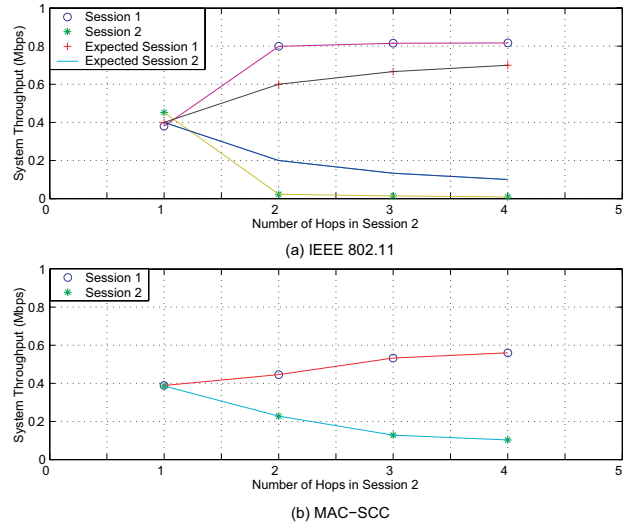 1
0.8
0.6
0.4
0.2
0
System Throughput (Mbps)
Session 1
Session 2
Expected Session 1
Expected Session 2
0 1 2 3 4 5
Number of Hops in Session 2
(a) IEEE 802.11
1
0.8
0.6
0.4
0.2
0
System Throughput (Mbps)
Session 1
Session 2
0 1 2 3 4 5
Number of Hops in Session 2
(b) MAC−SCC